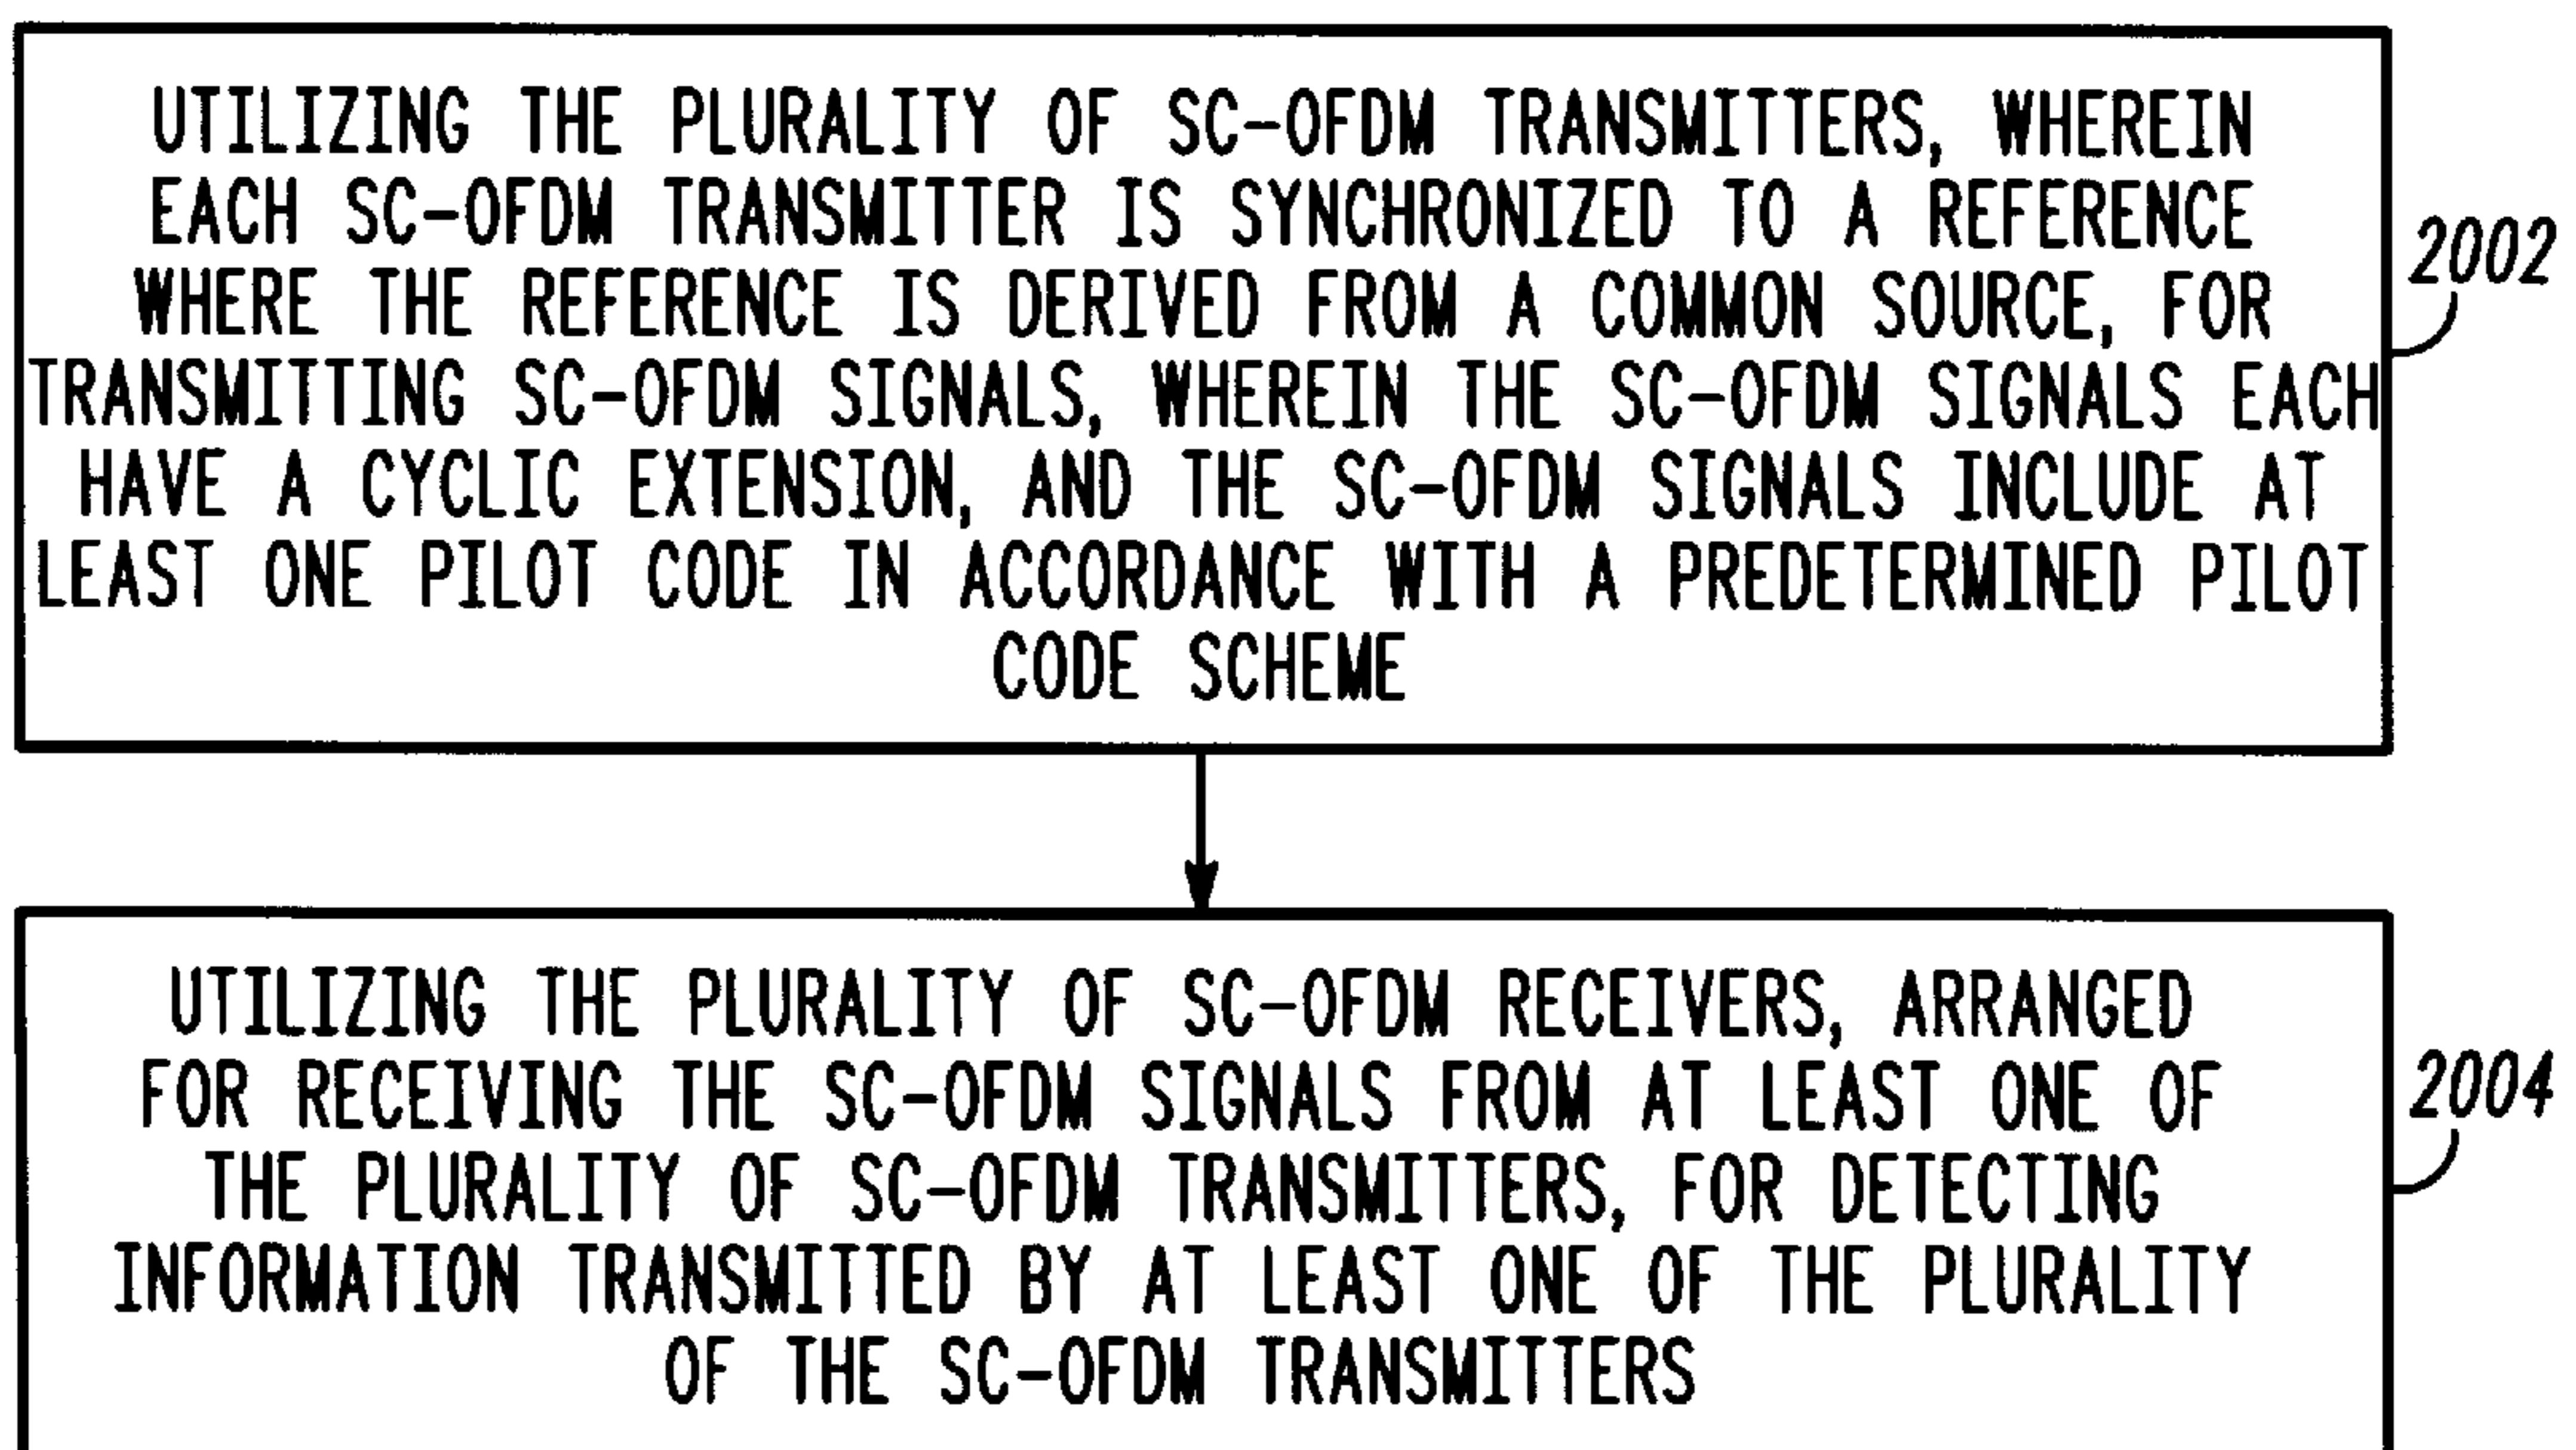 UTILIZING THE PLURALITY OF SC-OFDM TRANSMITTERS, WHEREIN
EACH SC-OFDM TRANSMITTER IS SYNCHRONIZED TO A REFERENCE
WHERE THE REFERENCE IS DERIVED FROM A COMMON SOURCE, FOR
TRANSMITTING SC-OFDM SIGNALS, WHEREIN THE SC-OFDM SIGNALS EACH
HAVE A CYCLIC EXTENSION, AND THE SC-OFDM SIGNALS INCLUDE AT
LEAST ONE PILOT CODE IN ACCORDANCE WITH A PREDETERMINED PILOT
CODE SCHEME
2002
UTILIZING THE PLURALITY OF SC-OFDM RECEIVERS, ARRANGED
FOR RECEIVING THE SC-OFDM SIGNALS FROM AT LEAST ONE OF
THE PLURALITY OF SC-OFDM TRANSMITTERS, FOR DETECTING
INFORMATION TRANSMITTED BY AT LEAST ONE OF THE PLURALITY
OF THE SC-OFDM TRANSMITTERS
2004